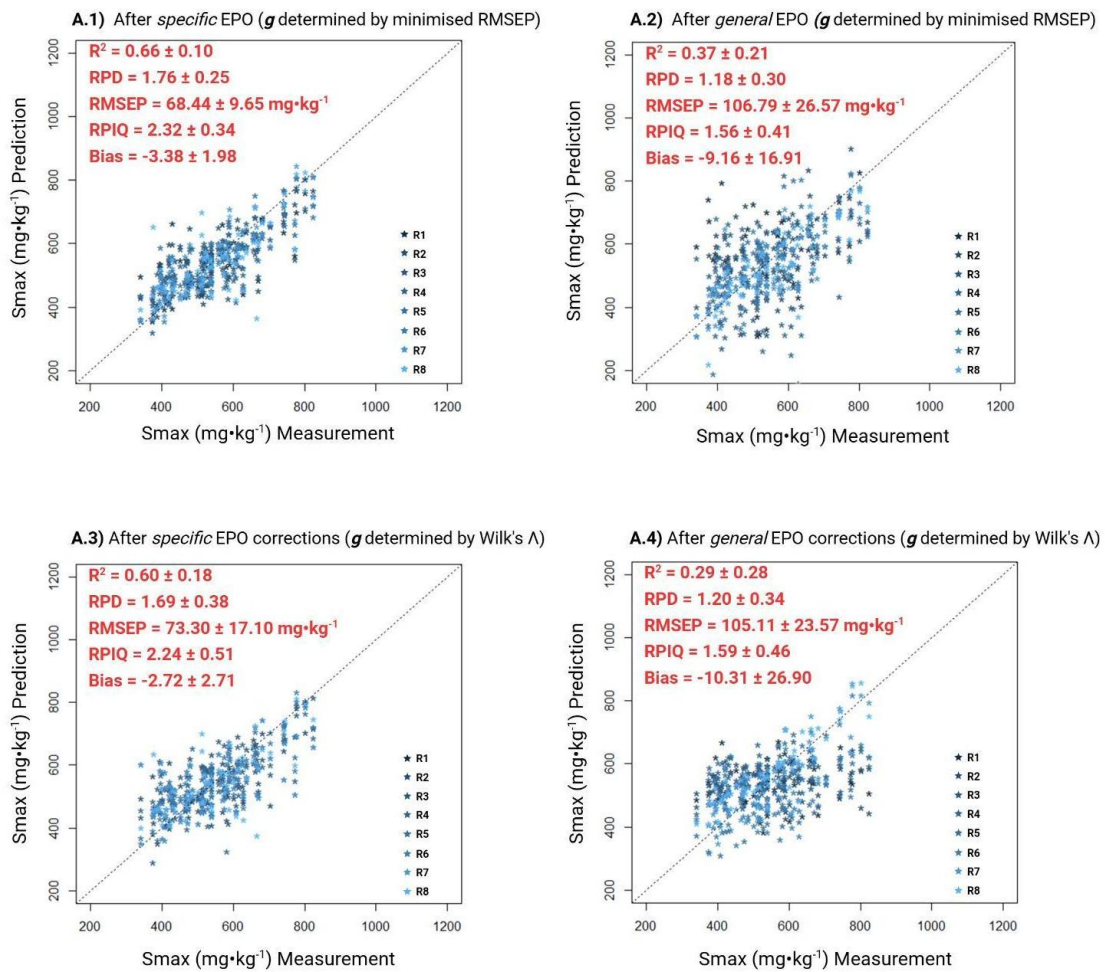 A.1) After specific EPO (g determined by minimised RMSEP)
R² = 0.66 ± 0.10
RPD = 1.76 ± 0.25
RMSEP = 68.44 ± 9.65 mg•kg⁻¹
RPIQ = 2.32 ± 0.34
Bias = -3.38 ± 1.98
Smax (mg•kg⁻¹) Prediction
1200
1000
800
600
400
200
R1
R2
R3
R4
R5
R6
R7
R8
200 400 600 800 1000 1200
Smax (mg•kg⁻¹) Measurement
A.2) After general EPO (g determined by minimised RMSEP)
R² = 0.37 ± 0.21
RPD = 1.18 ± 0.30
RMSEP = 106.79 ± 26.57 mg•kg⁻¹
RPIQ = 1.56 ± 0.41
Bias = -9.16 ± 16.91
Smax (mg•kg⁻¹) Prediction
1200
1000
800
600
400
200
R1
R2
R3
R4
R5
R6
R7
R8
200 400 600 800 1000 1200
Smax (mg•kg⁻¹) Measurement
A.3) After specific EPO corrections (g determined by Wilk's Λ)
R² = 0.60 ± 0.18
RPD = 1.69 ± 0.38
RMSEP = 73.30 ± 17.10 mg•kg⁻¹
RPIQ = 2.24 ± 0.51
Bias = -2.72 ± 2.71
Smax (mg•kg⁻¹) Prediction
1200
1000
800
600
400
200
R1
R2
R3
R4
R5
R6
R7
R8
200 400 600 800 1000 1200
Smax (mg•kg⁻¹) Measurement
A.4) After general EPO corrections (g determined by Wilk's Λ)
R² = 0.29 ± 0.28
RPD = 1.20 ± 0.34
RMSEP = 105.11 ± 23.57 mg•kg⁻¹
RPIQ = 1.59 ± 0.46
Bias = -10.31 ± 26.90
Smax (mg•kg⁻¹) Prediction
1200
1000
800
600
400
200
R1
R2
R3
R4
R5
R6
R7
R8
200 400 600 800 1000 1200
Smax (mg•kg⁻¹) Measurement